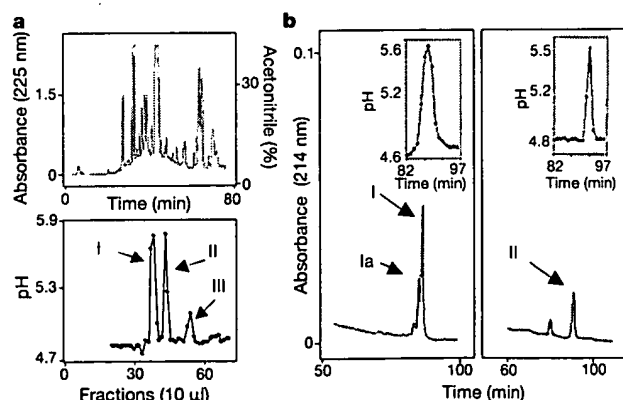 a
Absorbance (225 nm)
1.5
0
Acetonitrile (%)
30
0
0
Time (min)
80
pH
5.9
5.3
4.7
I
II
III
0
30
60
Fractions (10 µl)
b
Absorbance (214 nm)
0.1
0
pH
5.6
5.2
4.6
82
97
Time (min)
I
Ia
50
100
pH
5.5
5.2
4.8
82
97
Time (min)
II
60
100
Time (min)